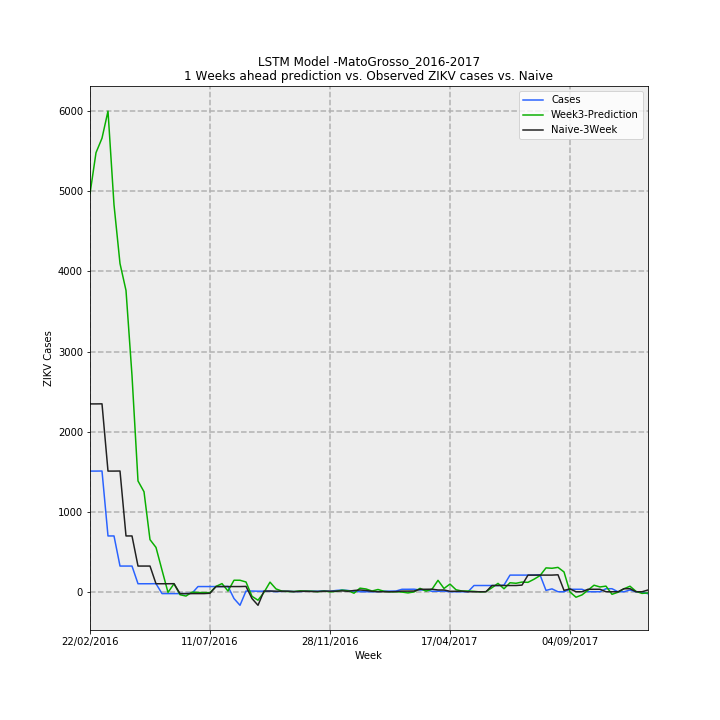 LSTM Model -MatoGrosso_2016-2017
1 Weeks ahead prediction vs. Observed ZIKV cases vs. Naive
Cases
Week3-Prediction
Naive-3Week
6000
5000
4000
3000
2000
1000
0
ZIKV Cases
22/02/2016
11/07/2016
28/11/2016
17/04/2017
04/09/2017
Week